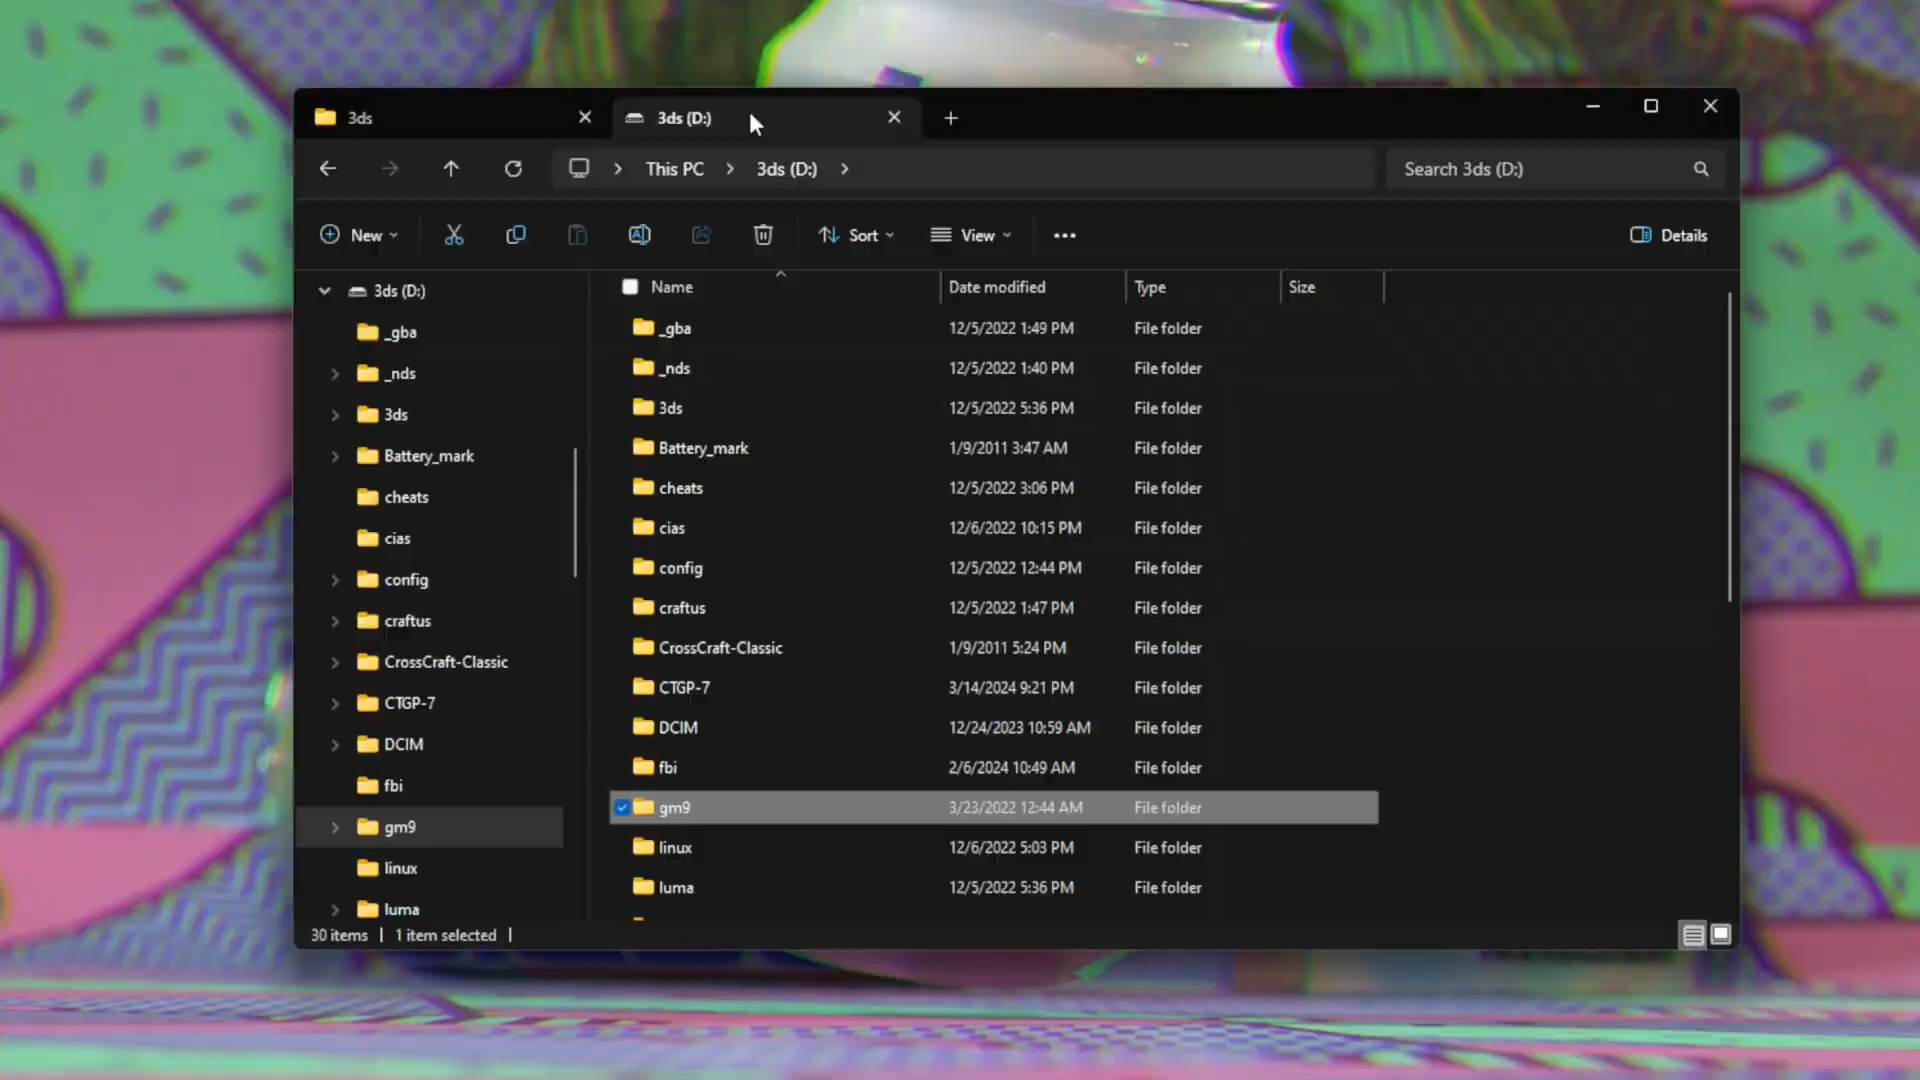 3ds
3ds (D:)
This PC
3ds (D:)
Search 3ds (D:)
New
Sort
View
Details
3ds (D:)
_gba
_nds
3ds
Battery_mark
cheats
cias
config
craftus
CrossCraft-Classic
CTGP-7
DCIM
fbi
gm9
linux
luma
Name Date modified Type Size
_gba 12/5/2022 1:49 PM File folder
_nds 12/5/2022 1:40 PM File folder
3ds 12/5/2022 5:36 PM File folder
Battery_mark 1/9/2011 3:47 AM File folder
cheats 12/5/2022 3:06 PM File folder
cias 12/6/2022 10:15 PM File folder
config 12/5/2022 12:44 PM File folder
craftus 12/5/2022 1:47 PM File folder
CrossCraft-Classic 1/9/2011 5:24 PM File folder
CTGP-7 3/14/2024 9:21 PM File folder
DCIM 12/24/2023 10:59 AM File folder
fbi 2/6/2024 10:49 AM File folder
gm9 3/23/2022 12:44 AM File folder
linux 12/6/2022 5:03 PM File folder
luma 12/5/2022 5:36 PM File folder
30 items | 1 item selected |